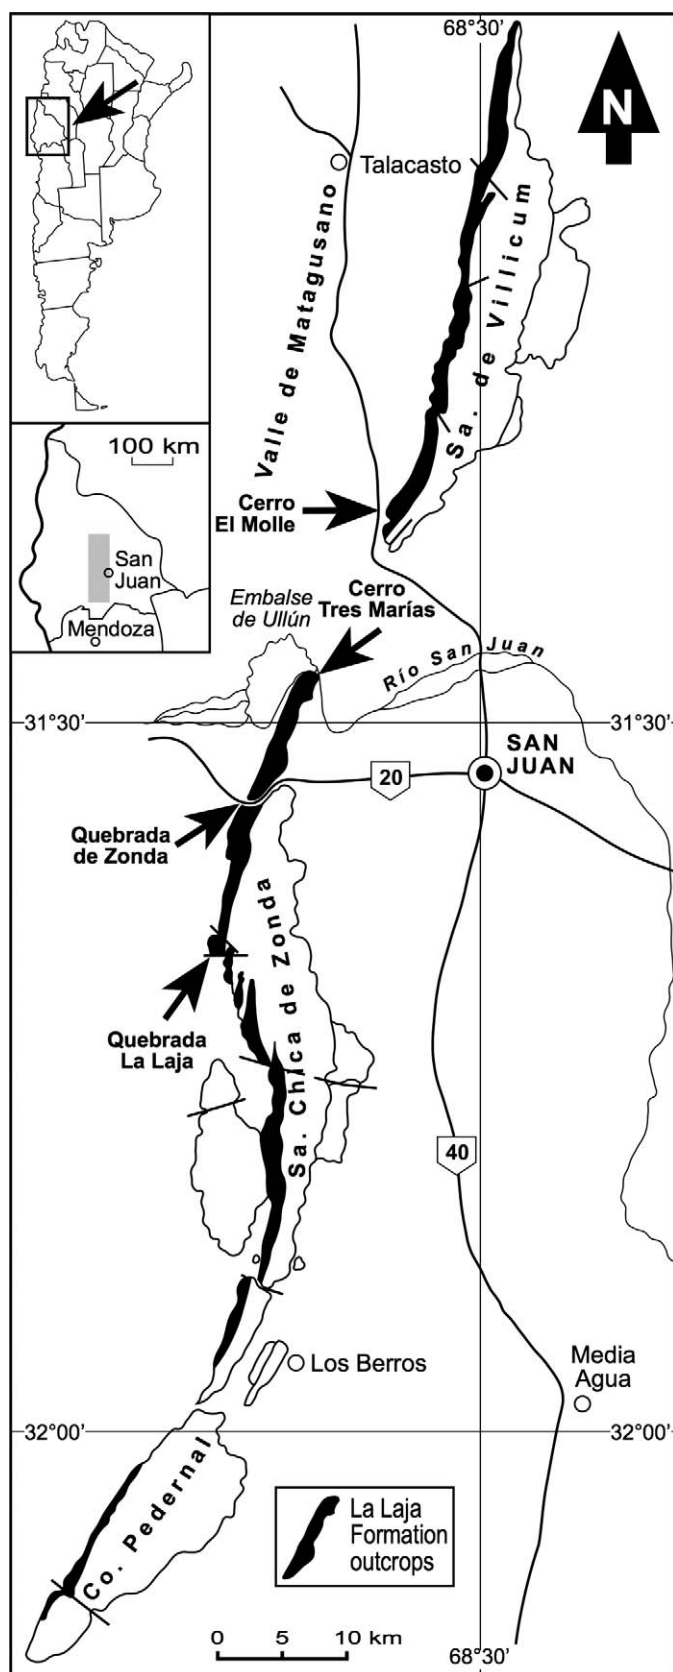 68°30'
N
Talacasto
Valle de Matagusano
Sa. de Villicum
100 km
San
Juan
Mendoza
Cerro
El Molle
Cerro
Tres Marías
Embalse
de Ullún
Río San Juan
31°30'
SAN
JUAN
20
Quebrada
de Zonda
Sa. Chica de Zonda
Quebrada
La Laja
40
Los Berros
Media
Agua
32°00'
32°00'
Co. Pedernal
La Laja
Formation
outcrops
0 5 10 km
68°30'
31°30'